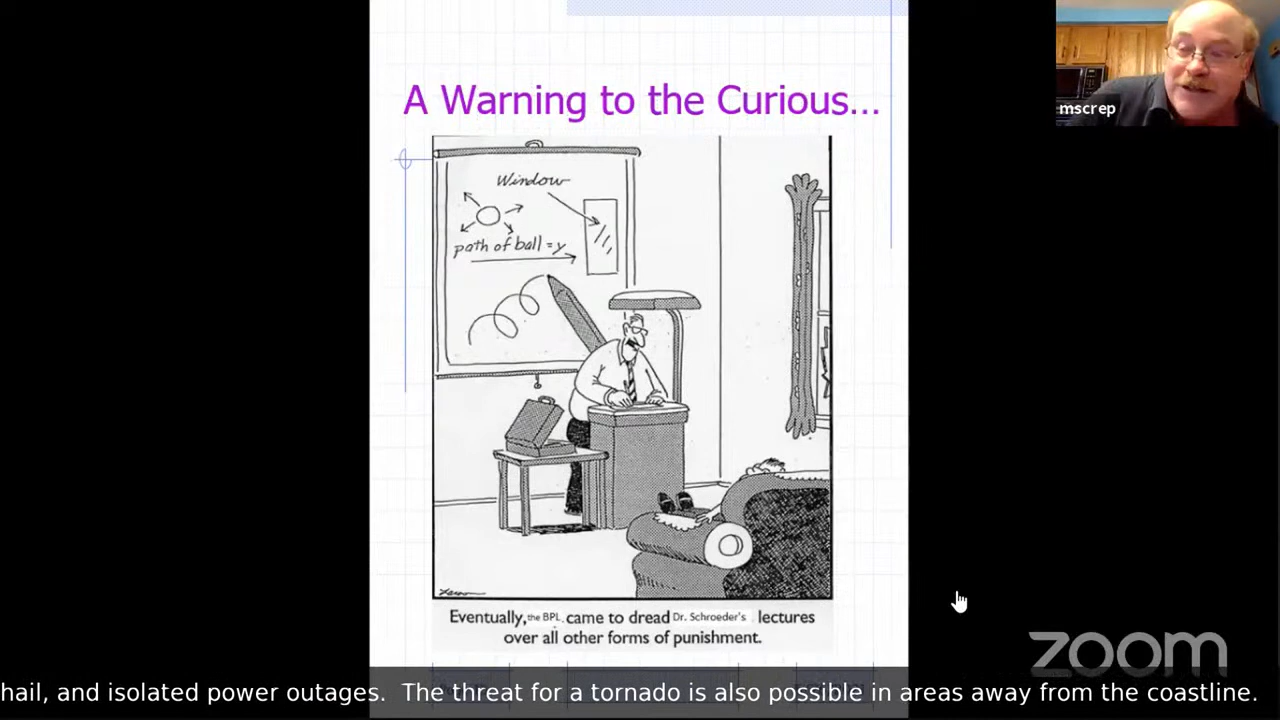 A Warning to the Curious...
mscrep
Window
path of ball = y
Eventually, the BPL came to dread Dr. Schroeder's lectures
over all other forms of punishment.
zoom
hail, and isolated power outages. The threat for a tornado is also possible in areas away from the coastline.